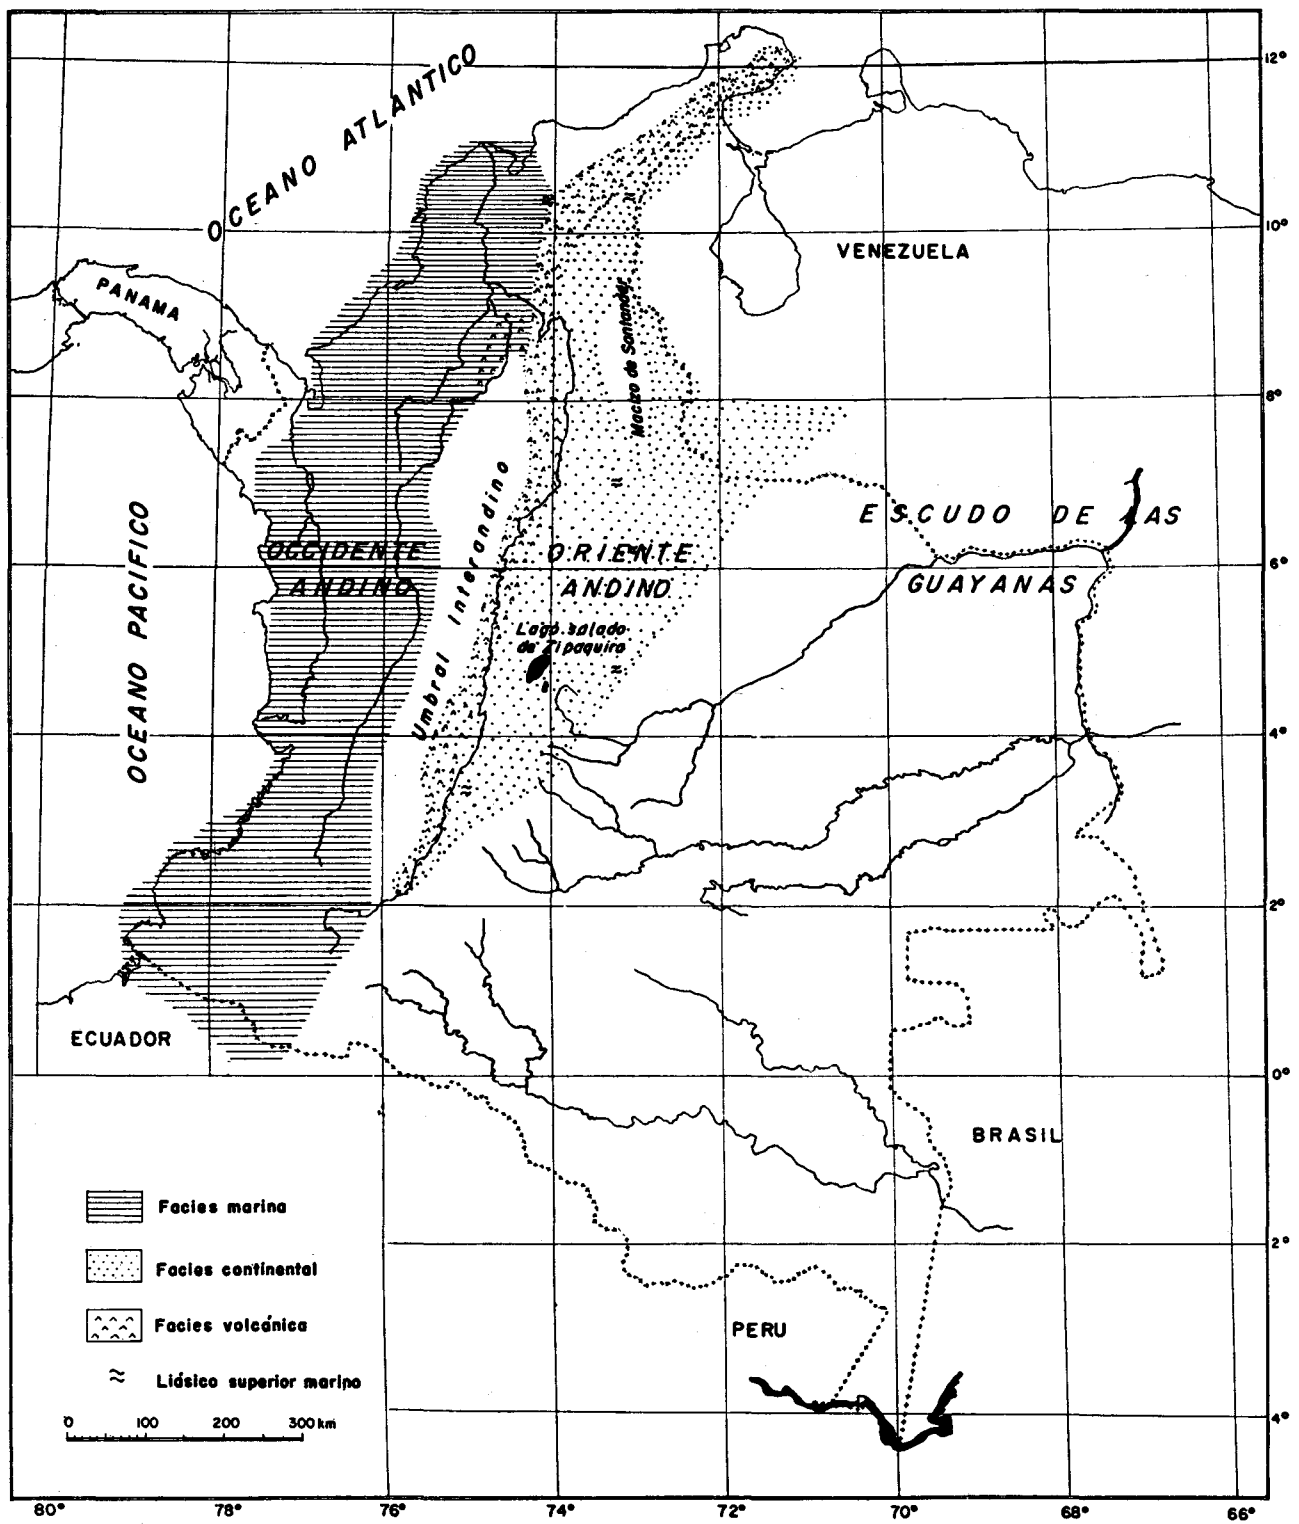 OCEANO ATLANTICO
12°
10°
VENEZUELA
PANAMA
Macizo de Santander
8°
OCEANO PACIFICO
Umbral Interandino
ESCUDO DE LAS
GUAYANAS
OCCIDENTE
ANDINO
ORIENTE
ANDINO
6°
Lago salado
de Zipaquira
4°
2°
ECUADOR
0°
BRASIL
Facies marina
2°
Facies continental
Facies volcánica
PERU
Liásico superior marino
0 100 200 300 km
4°
80° 78° 76° 74° 72° 70° 68° 66°